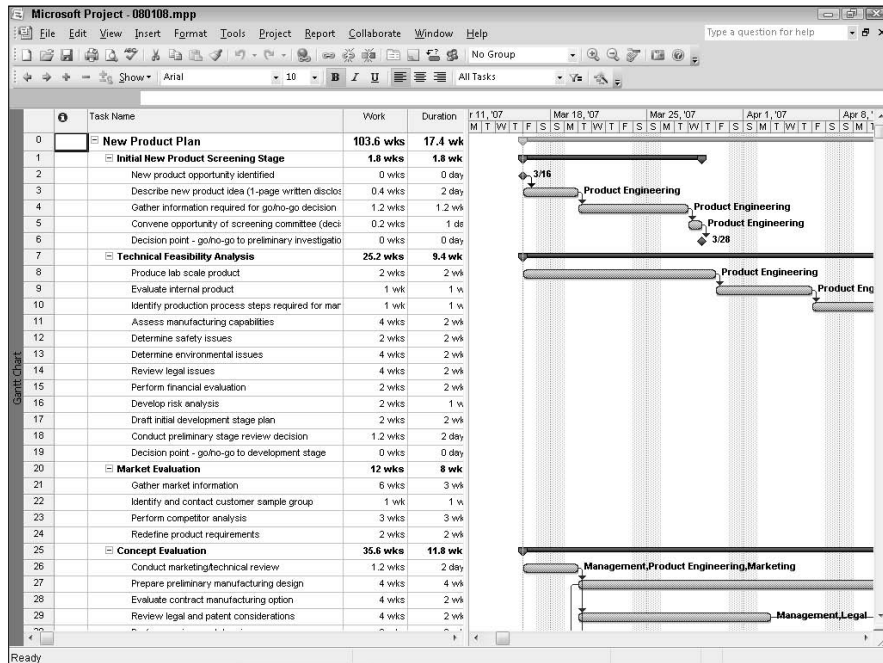 Microsoft Project - 080108.mpp
File Edit View Insert Format Tools Project Report Collaborate Window Help
Type a question for help
No Group
Show Arial 10 B I U All Tasks
Task Name Work Duration
r 11, '07 Mar 18, '07 Mar 25, '07 Apr 1, '07 Apr 8, '
M T W T F S S M T W T F S S M T W T F S S M T W T F S S M T
0 New Product Plan 103.6 wks 17.4 wk
1 Initial New Product Screening Stage 1.8 wks 1.8 wk
2 New product opportunity identified 0 wks 0 day 3/16
3 Describe new product idea (1-page written disclos 0.4 wks 2 day Product Engineering
4 Gather information required for go/no-go decision 1.2 wks 1.2 wk Product Engineering
5 Convene opportunity of screening committee (deci 0.2 wks 1 da Product Engineering
6 Decision point - go/no-go to preliminary investigatio 0 wks 0 day 3/28
7 Technical Feasibility Analysis 25.2 wks 9.4 wk
8 Produce lab scale product 2 wks 2 wk Product Engineering
9 Evaluate internal product 1 wk 1 w Product Eng
10 Identify production process steps required for mar 1 wk 1 w
11 Assess manufacturing capabilities 4 wks 2 wk
12 Determine safety issues 2 wks 2 wk
13 Determine environmental issues 4 wks 2 wk
14 Review legal issues 4 wks 2 wk
15 Perform financial evaluation 2 wks 2 wk
16 Develop risk analysis 2 wks 1 w
17 Draft initial development stage plan 2 wks 2 wk
18 Conduct preliminary stage review decision 1.2 wks 2 day
19 Decision point - go/no-go to development stage 0 wks 0 day
20 Market Evaluation 12 wks 8 wk
21 Gather market information 6 wks 3 wk
22 Identify and contact customer sample group 1 wk 1 w
23 Perform competitor analysis 3 wks 3 wk
24 Redefine product requirements 2 wks 2 wk
25 Concept Evaluation 35.6 wks 11.8 wk
26 Conduct marketing/technical review 1.2 wks 2 day Management,Product Engineering,Marketing
27 Prepare preliminary manufacturing design 4 wks 4 wk
28 Evaluate contract manufacturing option 4 wks 2 wk
29 Review legal and patent considerations 4 wks 2 wk Management,Legal
Gantt Chart
Ready